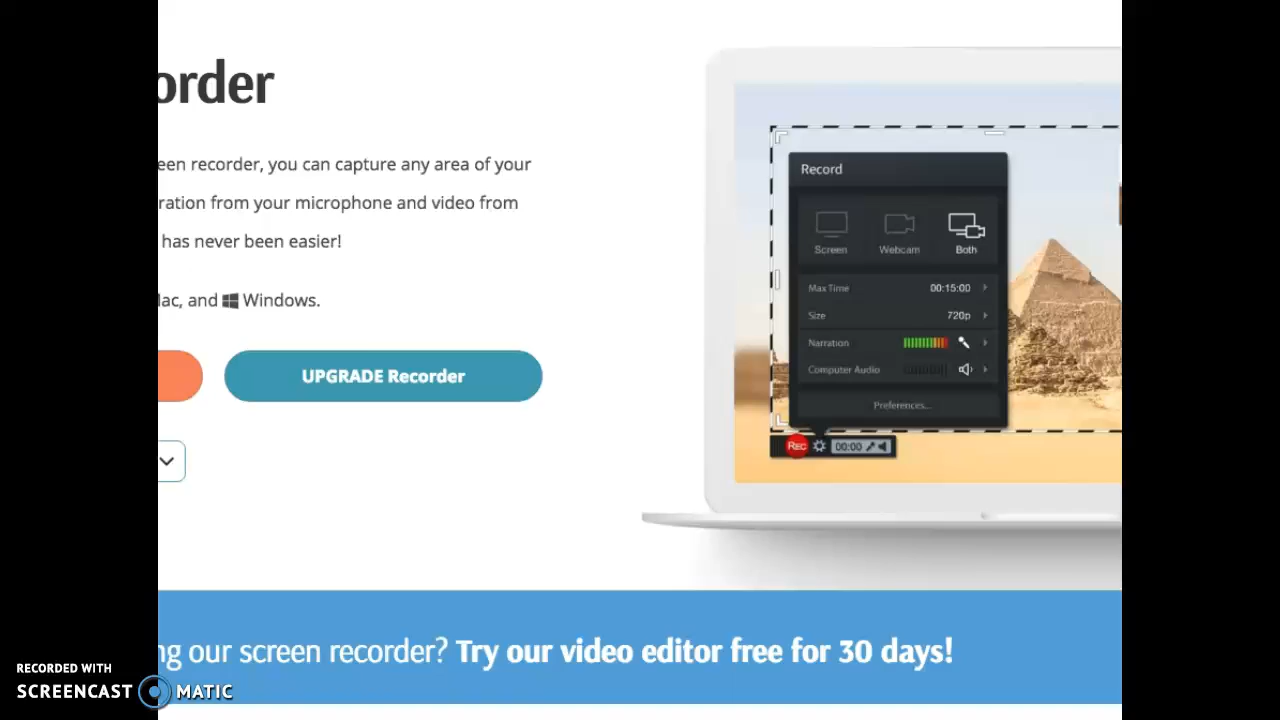 order
een recorder, you can capture any area of your
ration from your microphone and video from
has never been easier!
ac, and Windows.
UPGRADE Recorder
Record
Screen Webcam Both
Max Time 00:15:00
Size 720p
Narration
Computer Audio
Preferences...
REC 00:00
ng our screen recorder? Try our video editor free for 30 days!
RECORDED WITH
SCREENCAST MATIC